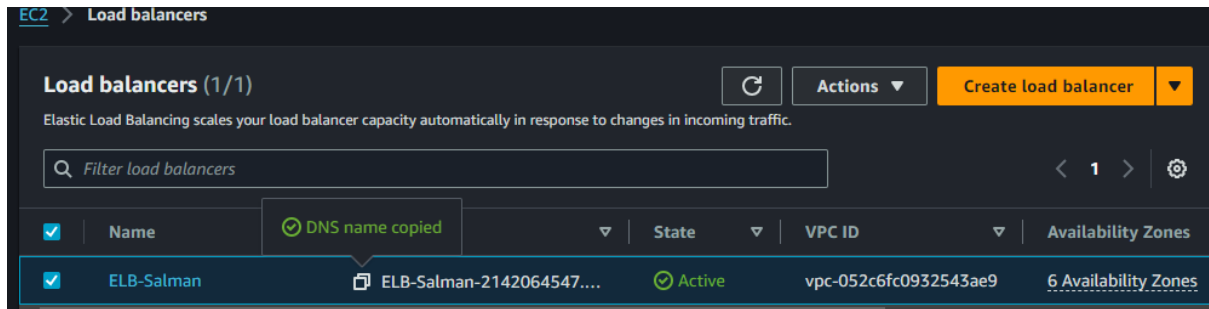 EC2 > Load balancers
Load balancers (1/1)
Actions
Create load balancer
Elastic Load Balancing scales your load balancer capacity automatically in response to changes in incoming traffic.
Filter load balancers
< 1 >
DNS name copied
Name State VPC ID Availability Zones
ELB-Salman ELB-Salman-2142064547.... Active vpc-052c6fc0932543ae9 6 Availability Zones